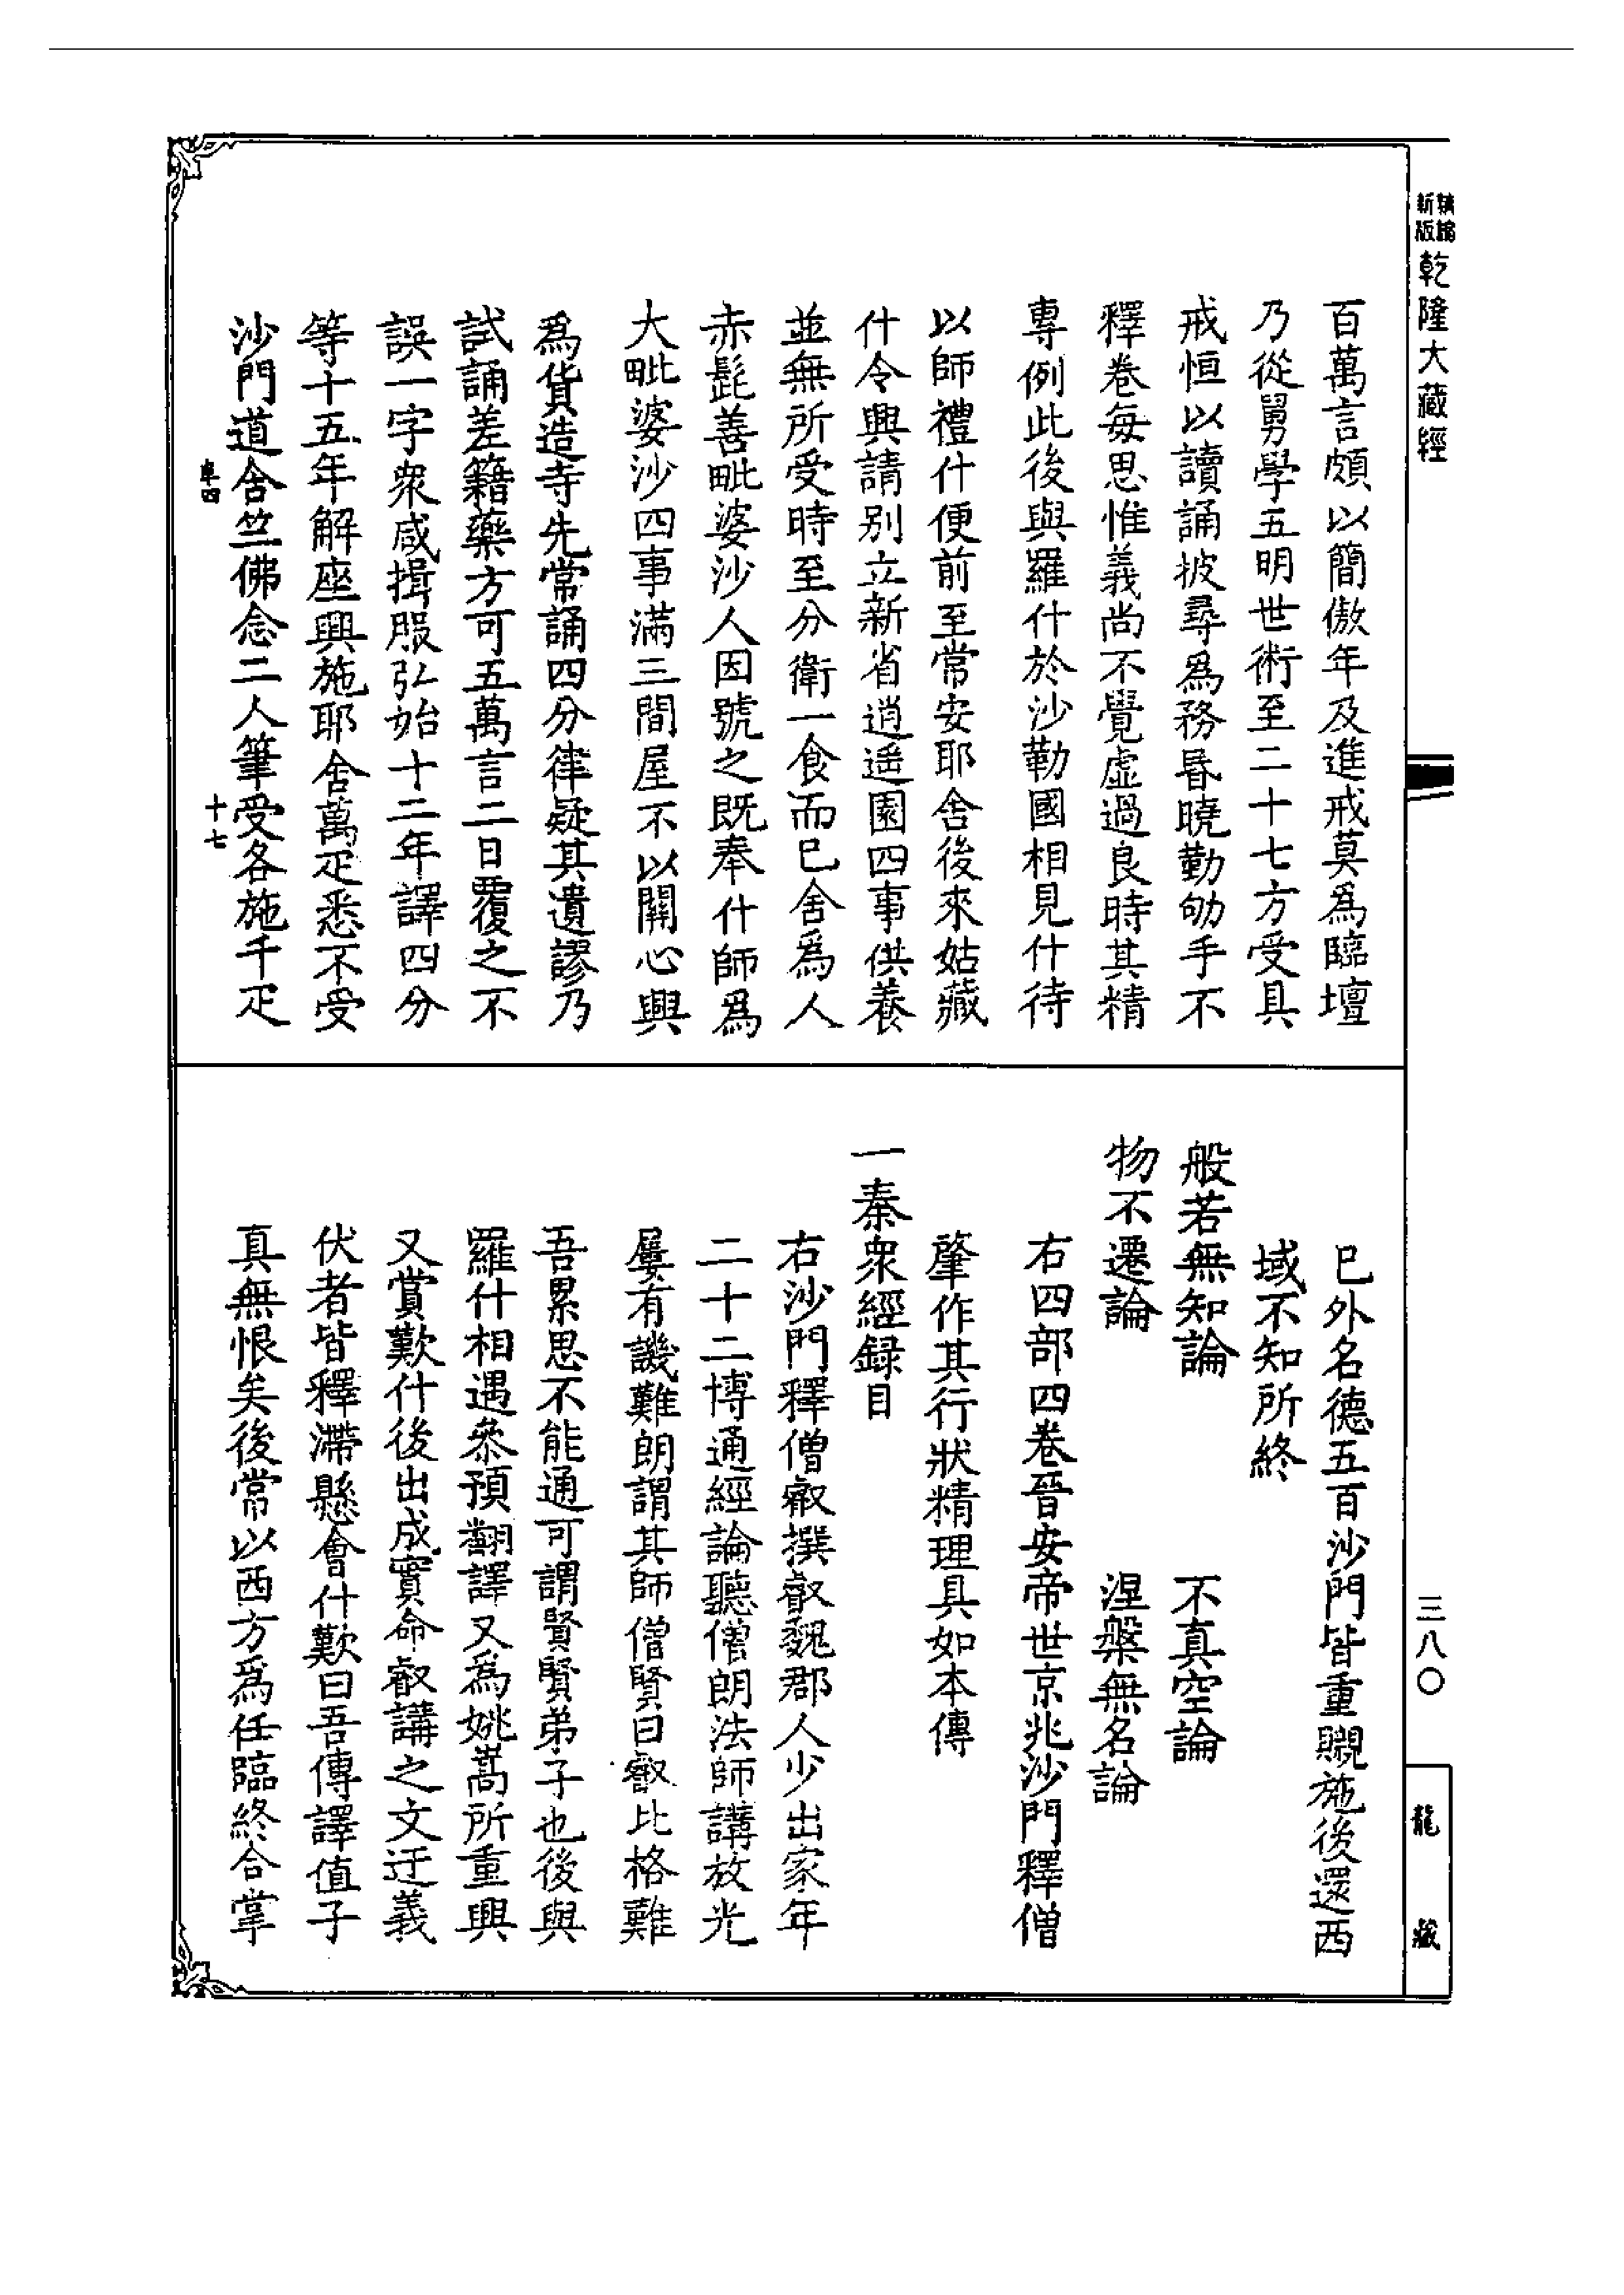 新編縮版
乾隆大藏經
百萬言頗以簡傲年及進戒莫爲臨壇
乃從舅學五明世術至二十七方受具
戒恒以讀誦披尋爲務昬曉勤劬手不
釋卷每思惟義尚不覺虛過良時其精
專例此後與羅什於沙勒國相見什待
以師禮什便前至常安耶舍後來姑藏
什令興請别立新省逍遥園四事供養
並無所受時至分衛一食而已舍爲人
赤髭善毗婆沙人因號之既奉什師爲
大毗婆沙四事滿三間屋不以關心興
爲貨造寺先常誦四分律疑其遺謬乃
試誦差籍藥方可五萬言二日覆之不
誤一字衆咸揖服弘始十二年譯四分
等十五年解座興施耶舍萬疋悉不受
沙門道含竺佛念二人筆受各施千疋
阜四
十七
已外名德五百沙門皆重嚫施後還西
域不知所終
般若無知論 不真空論
物不遷論 涅槃無名論
右四部四卷晉安帝世京兆沙門釋僧
肇作其行狀精理具如本傳
一秦衆經録目
右沙門釋僧叡撰叡魏郡人少出家年
二十二博通經論聽僧朗法師講放光
屢有譏難朗謂其師僧賢曰叡比格難
吾累思不能通可謂賢賢弟子也後與
羅什相遇叅預翻譯又爲姚嵩所重興
又賞歎什後出成實命叡講之文迂義
伏者皆釋滯懸會什歎曰吾傳譯值子
真無恨矣後常以西方爲任臨終合掌
三八〇
龍藏